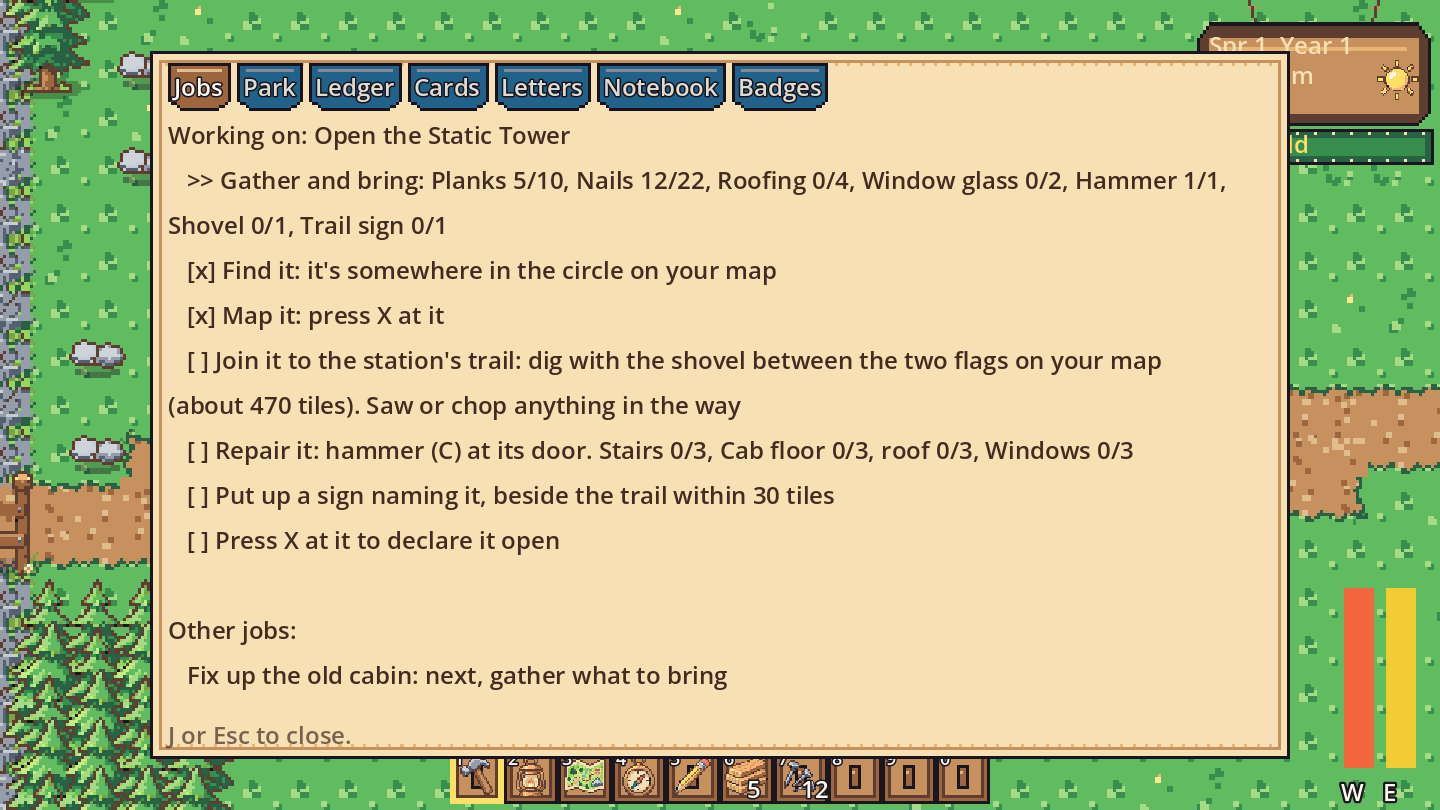 Spr 1, Year 1
m
ld
Jobs Park Ledger Cards Letters Notebook Badges
Working on: Open the Static Tower
>> Gather and bring: Planks 5/10, Nails 12/22, Roofing 0/4, Window glass 0/2, Hammer 1/1,
Shovel 0/1, Trail sign 0/1
[x] Find it: it's somewhere in the circle on your map
[x] Map it: press X at it
[ ] Join it to the station's trail: dig with the shovel between the two flags on your map
(about 470 tiles). Saw or chop anything in the way
[ ] Repair it: hammer (C) at its door. Stairs 0/3, Cab floor 0/3, roof 0/3, Windows 0/3
[ ] Put up a sign naming it, beside the trail within 30 tiles
[ ] Press X at it to declare it open
Other jobs:
Fix up the old cabin: next, gather what to bring
J or Esc to close.
5 12
W E